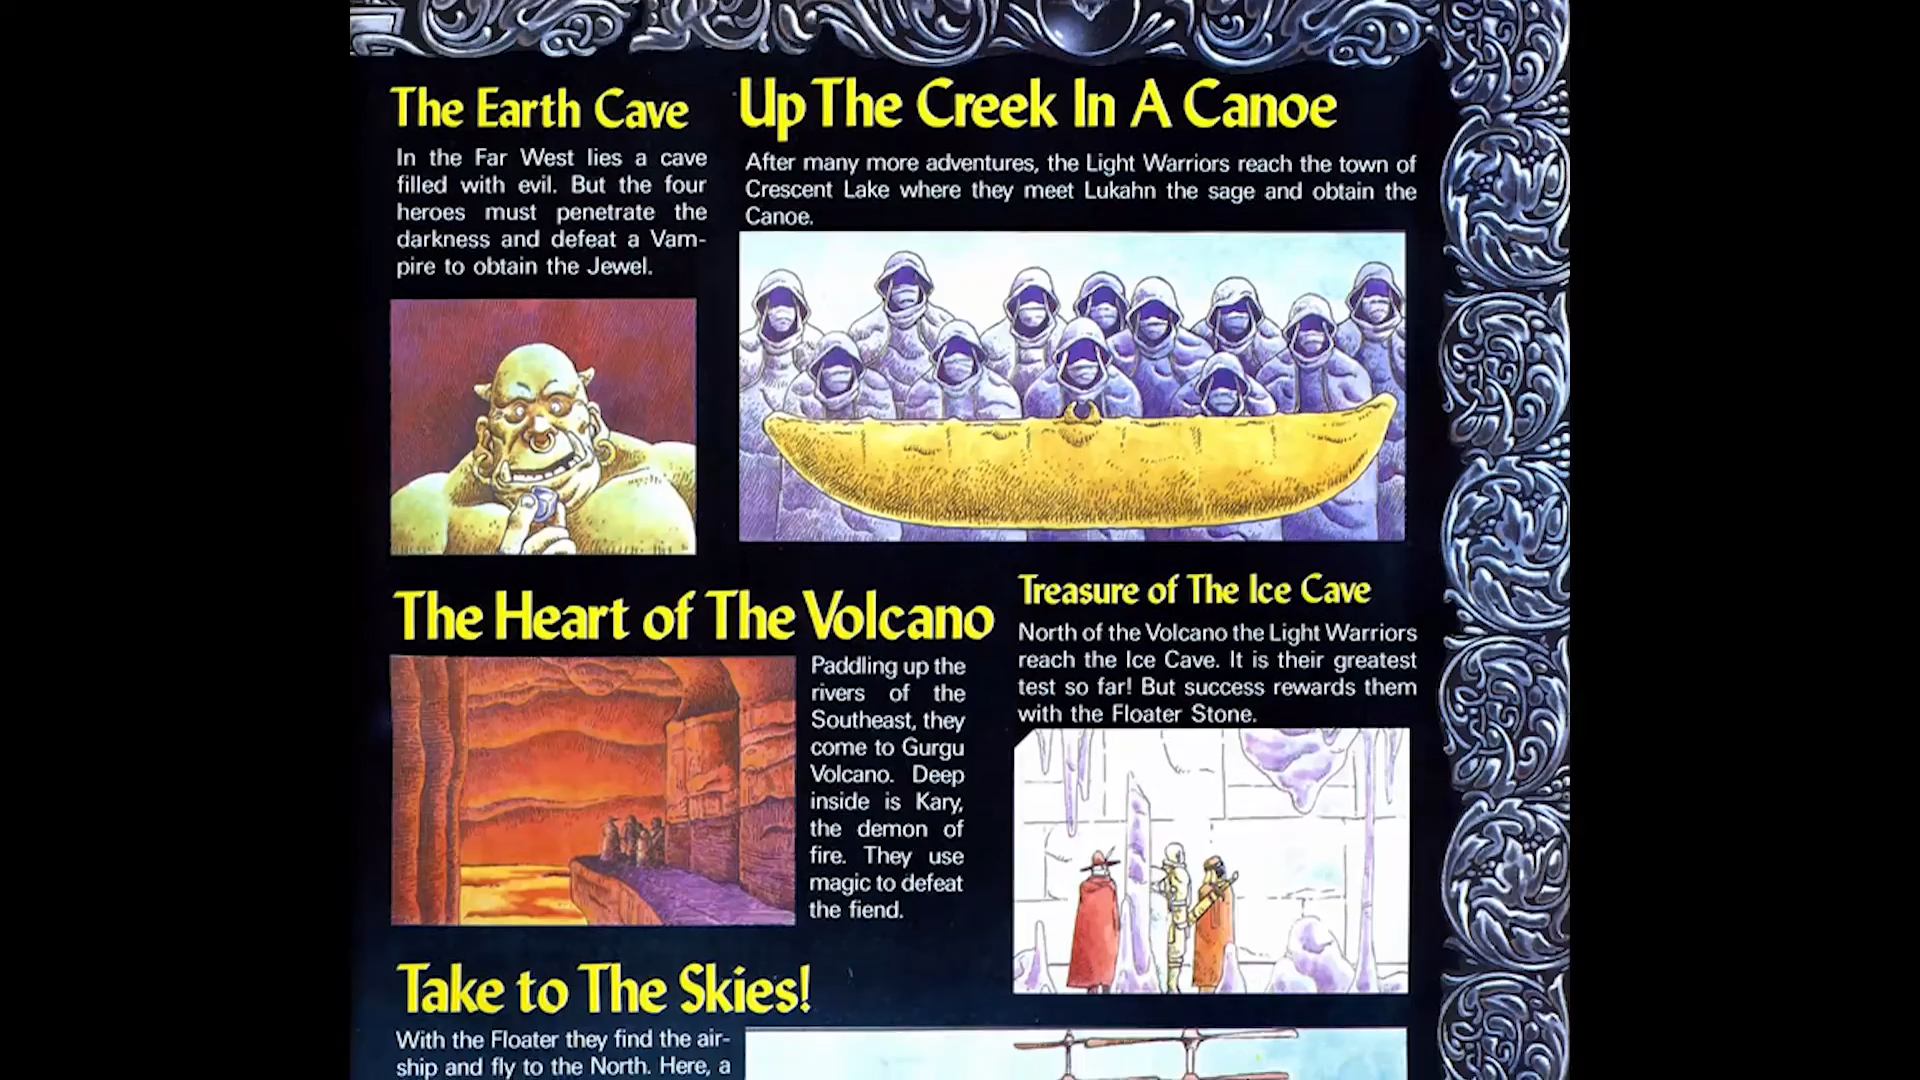 The Earth Cave
In the Far West lies a cave
filled with evil. But the four
heroes must penetrate the
darkness and defeat a Vam-
pire to obtain the Jewel.
Up The Creek In A Canoe
After many more adventures, the Light Warriors reach the town of
Crescent Lake where they meet Lukahn the sage and obtain the
Canoe.
The Heart of The Volcano
Paddling up the
rivers of the
Southeast, they
come to Gurgu
Volcano. Deep
inside is Kary,
the demon of
fire. They use
magic to defeat
the fiend.
Treasure of The Ice Cave
North of the Volcano the Light Warriors
reach the Ice Cave. It is their greatest
test so far! But success rewards them
with the Floater Stone.
Take to The Skies!
With the Floater they find the air-
ship and fly to the North. Here, a